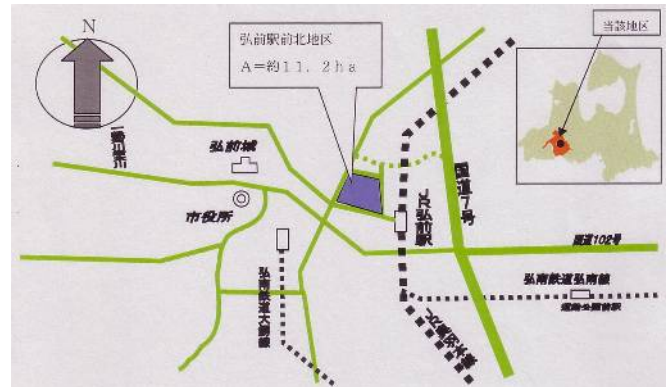 N
弘前駅前北地区
A=約11.2ha
当該地区
弘前城
市役所
国道7号
JR弘前駅
国道102号
弘南鉄道弘南線
弘南鉄道大鰐線